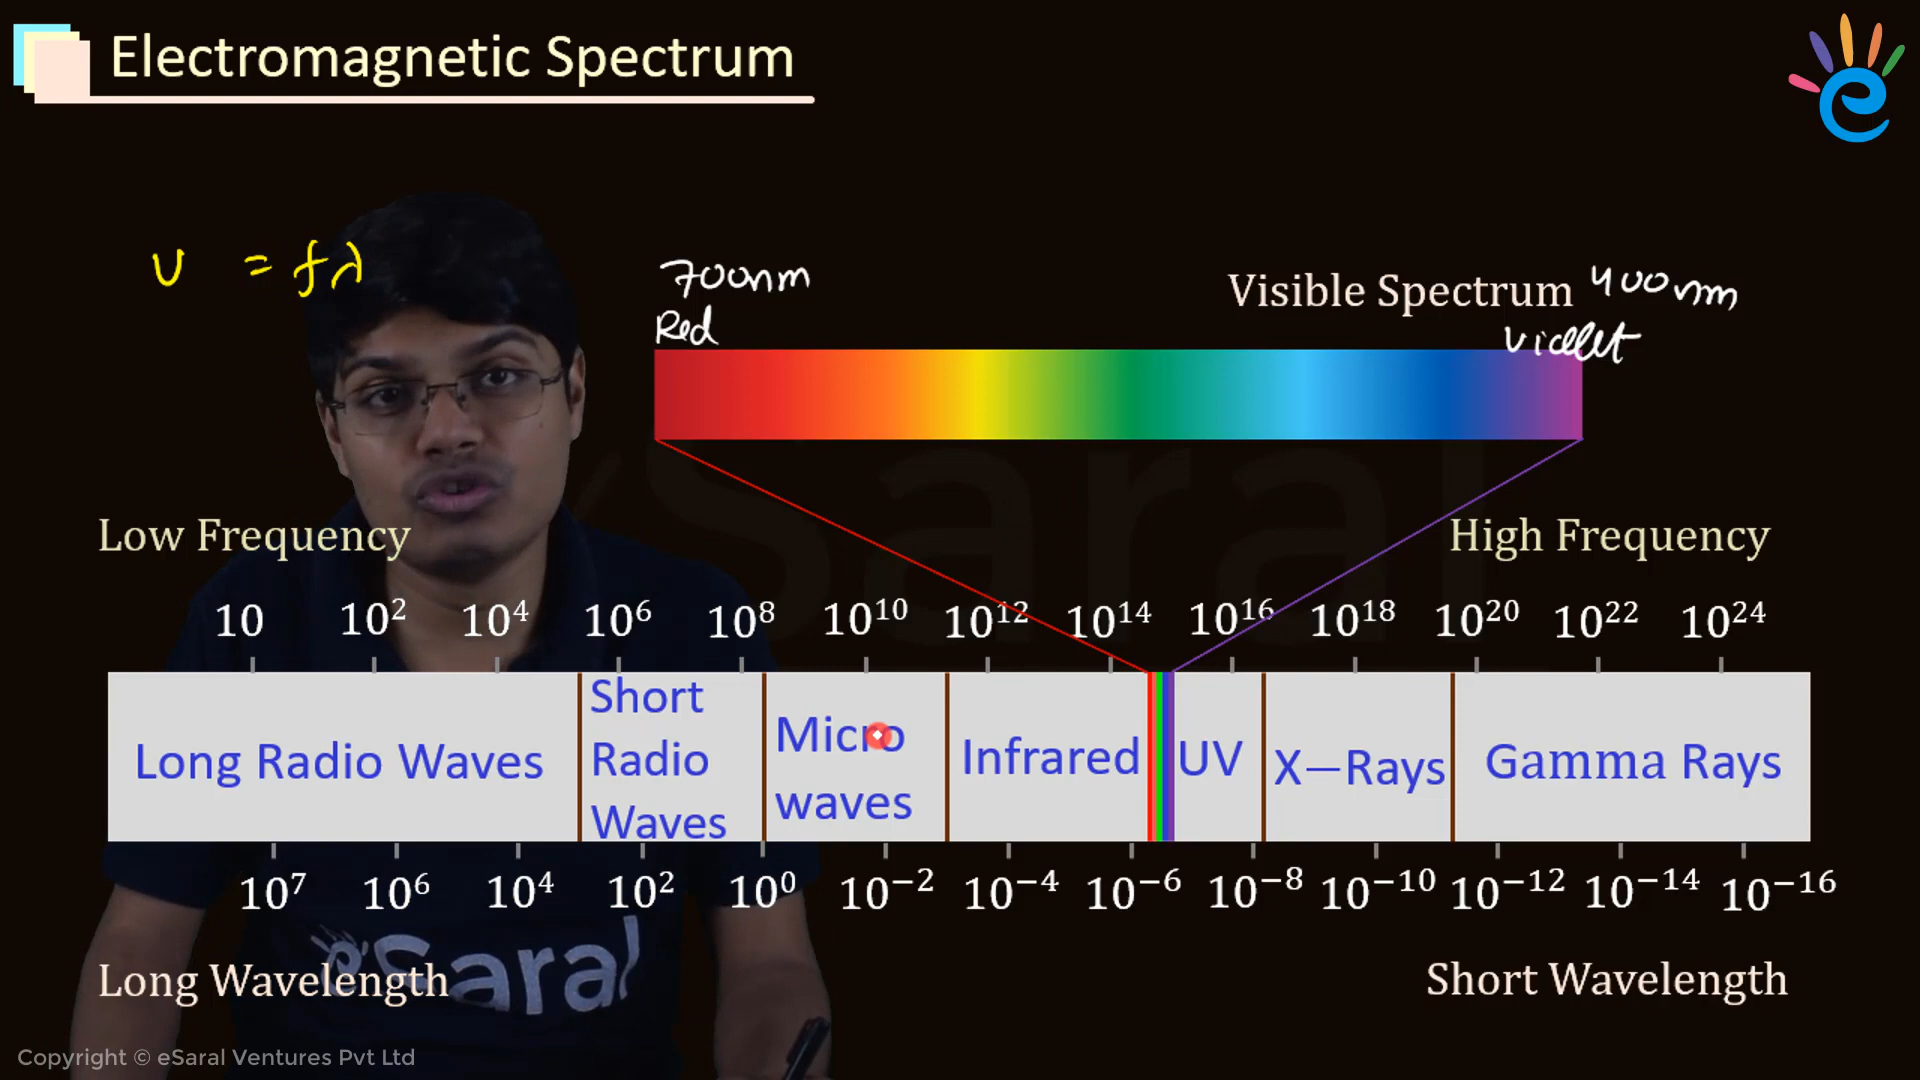 Electromagnetic Spectrum
υ = fλ
700nm
Red
Visible Spectrum 400nm
violet
Low Frequency
High Frequency
10 10² 10⁴ 10⁶ 10⁸ 10¹⁰ 10¹² 10¹⁴ 10¹⁶ 10¹⁸ 10²⁰ 10²² 10²⁴
Long Radio Waves
Short
Radio
Waves
Micro
waves
Infrared
UV
X—Rays
Gamma Rays
10⁷ 10⁶ 10⁴ 10² 10⁰ 10⁻² 10⁻⁴ 10⁻⁶ 10⁻⁸ 10⁻¹⁰ 10⁻¹² 10⁻¹⁴ 10⁻¹⁶
eSaral
Long Wavelength
Short Wavelength
Copyright © eSaral Ventures Pvt Ltd